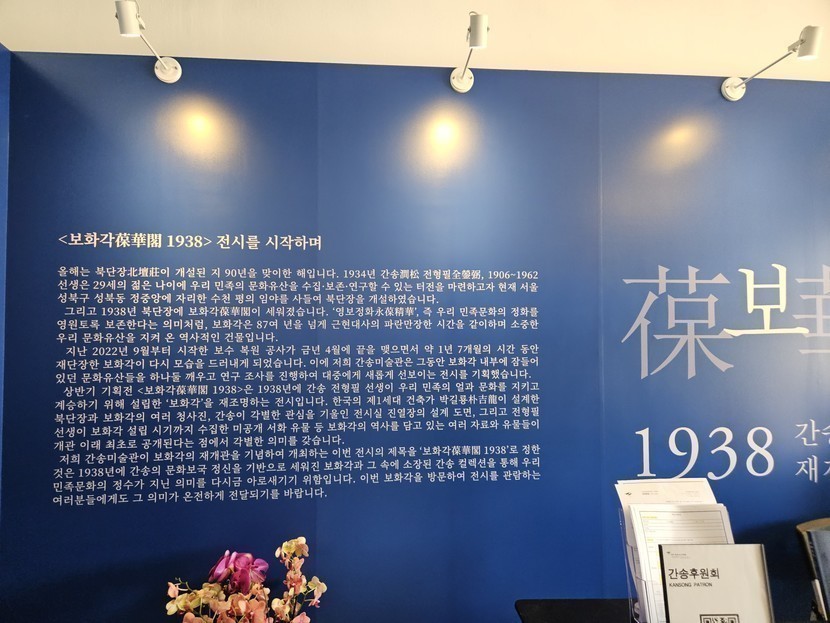 <보화각葆華閣 1938> 전시를 시작하며
올해는 북단장北壇莊이 개설된 지 90년을 맞이한 해입니다. 1934년 간송澗松 전형필全鎣弼, 1906~1962
선생은 29세의 젊은 나이에 우리 민족의 문화유산을 수집·보존·연구할 수 있는 터전을 마련하고자 현재 서울
성북구 성북동 정중앙에 자리한 수천 평의 임야를 사들여 북단장을 개설하였습니다.
그리고 1938년 북단장에 보화각葆華閣이 세워졌습니다. ‘영보정화永葆精華’, 즉 우리 민족문화의 정화를
영원토록 보존한다는 의미처럼, 보화각은 87여 년을 넘게 근현대사의 파란만장한 시간을 같이하며 소중한
우리 문화유산을 지켜 온 역사적인 건물입니다.
지난 2022년 9월부터 시작한 보수 복원 공사가 금년 4월에 끝을 맺으면서 약 1년 7개월의 시간 동안
재단장한 보화각이 다시 모습을 드러내게 되었습니다. 이에 저희 간송미술관은 그동안 보화각 내부에 잠들어
있던 문화유산들을 하나둘 깨우고 연구 조사를 진행하여 대중에게 새롭게 선보이는 전시를 기획했습니다.
상반기 기획전 <보화각葆華閣 1938>은 1938년에 간송 전형필 선생이 우리 민족의 얼과 문화를 지키고
계승하기 위해 설립한 ‘보화각’을 재조명하는 전시입니다. 한국의 제1세대 건축가 박길룡朴吉龍이 설계한
북단장과 보화각의 여러 청사진, 간송이 각별한 관심을 기울인 전시실 진열장의 설계 도면, 그리고 전형필
선생이 보화각 설립 시기까지 수집한 미공개 서화 유물 등 보화각의 역사를 담고 있는 여러 자료와 유물들이
개관 이래 최초로 공개된다는 점에서 각별한 의미를 갖습니다.
저희 간송미술관이 보화각의 재개관을 기념하여 개최하는 이번 전시의 제목을 ‘보화각葆華閣 1938’로 정한
것은 1938년에 간송의 문화보국 정신을 기반으로 세워진 보화각과 그 속에 소장된 간송 컬렉션을 통해 우리
민족문화의 정수가 지닌 의미를 다시금 아로새기기 위함입니다. 이번 보화각을 방문하여 전시를 관람하는
여러분들에게도 그 의미가 온전하게 전달되기를 바랍니다.
葆보華
1938
간송
재개
간송후원회
KANSONG PATRON